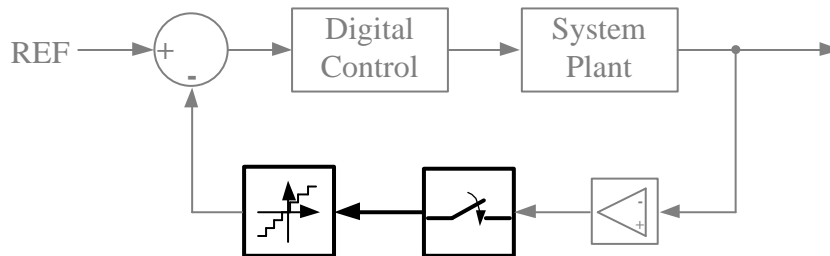 REF
+
-
Digital
Control
System
Plant
-
+